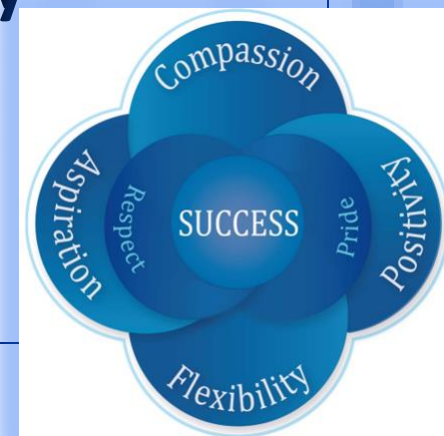 Compassion
Aspiration
Respect
SUCCESS
Pride
Positivity
Flexibility